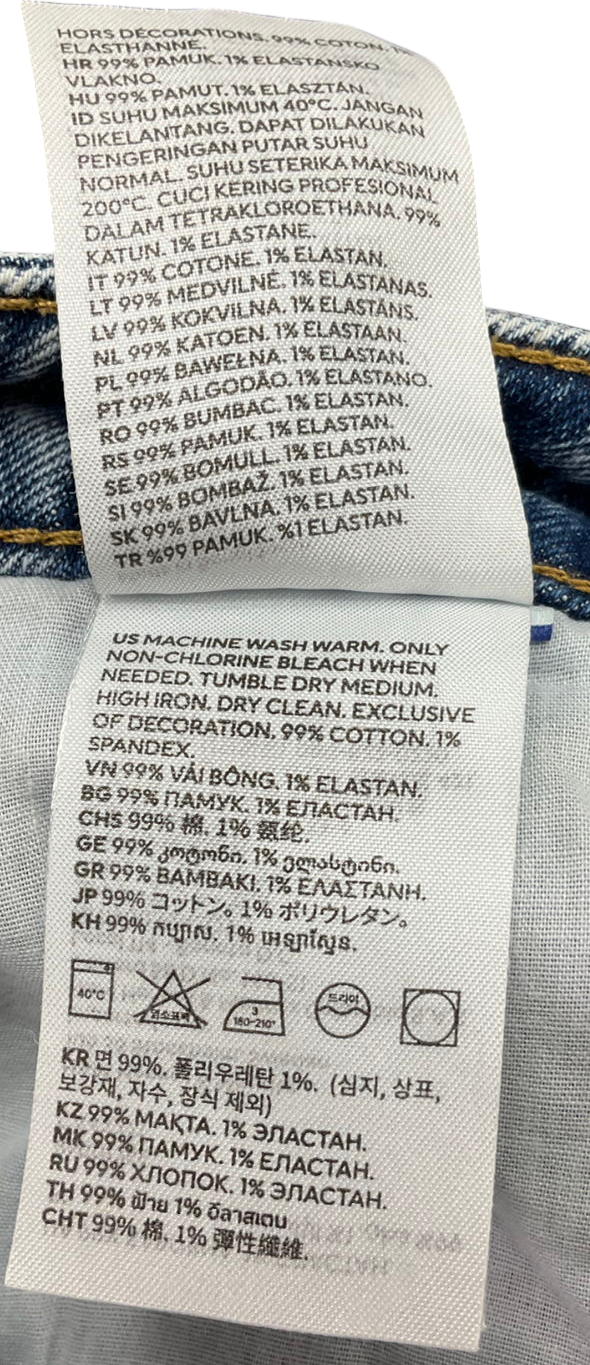 HORS DÉCORATIONS. 99% COTON. 1%
ELASTHANNE.
HR 99% PAMUK. 1% ELASTANSKO
VLAKNO.
HU 99% PAMUT. 1% ELASZTÁN.
ID SUHU MAKSIMUM 40°C. JANGAN
DIKELANTANG. DAPAT DILAKUKAN
PENGERINGAN PUTAR SUHU
NORMAL. SUHU SETERIKA MAKSIMUM
200°C. CUCI KERING PROFESIONAL
DALAM TETRAKLOROETHANA. 99%
KATUN. 1% ELASTANE.
IT 99% COTONE. 1% ELASTAN.
LT 99% MEDVILNĖ. 1% ELASTANAS.
LV 99% KOKVILNA. 1% ELASTĀNS.
NL 99% KATOEN. 1% ELASTAAN.
PL 99% BAWEŁNA. 1% ELASTAN.
PT 99% ALGODÃO. 1% ELASTANO.
RO 99% BUMBAC. 1% ELASTAN.
RS 99% PAMUK. 1% ELASTAN.
SE 99% BOMULL. 1% ELASTAN.
SI 99% BOMBAŽ. 1% ELASTAN.
SK 99% BAVLNA. 1% ELASTAN.
TR %99 PAMUK. %1 ELASTAN.
US MACHINE WASH WARM. ONLY
NON-CHLORINE BLEACH WHEN
NEEDED. TUMBLE DRY MEDIUM.
HIGH IRON. DRY CLEAN. EXCLUSIVE
OF DECORATION. 99% COTTON. 1%
SPANDEX.
VN 99% VẢI BÔNG. 1% ELASTAN.
BG 99% ПАМУК. 1% ЕЛАСТАН.
CHS 99% 棉. 1% 氨纶.
GE 99% კოტონი. 1% ელასტინი.
GR 99% ΒΑΜΒΑΚΙ. 1% ΕΛΑΣΤΑΝΗ.
JP 99% コットン。1% ポリウレタン。
KH 99% កប្បាស. 1% អេឡាស្ទែន.
40°C
염소표백
3
180-210°
드라이
KR 면 99%. 폴리우레탄 1%. (심지, 상표,
보강재, 자수, 장식 제외)
KZ 99% МАҚТА. 1% ЭЛАСТАН.
MK 99% ПАМУК. 1% ЕЛАСТАН.
RU 99% ХЛОПОК. 1% ЭЛАСТАН.
TH 99% ฝ้าย 1% อีลาสเตน
CHT 99% 棉. 1% 彈性纖維.